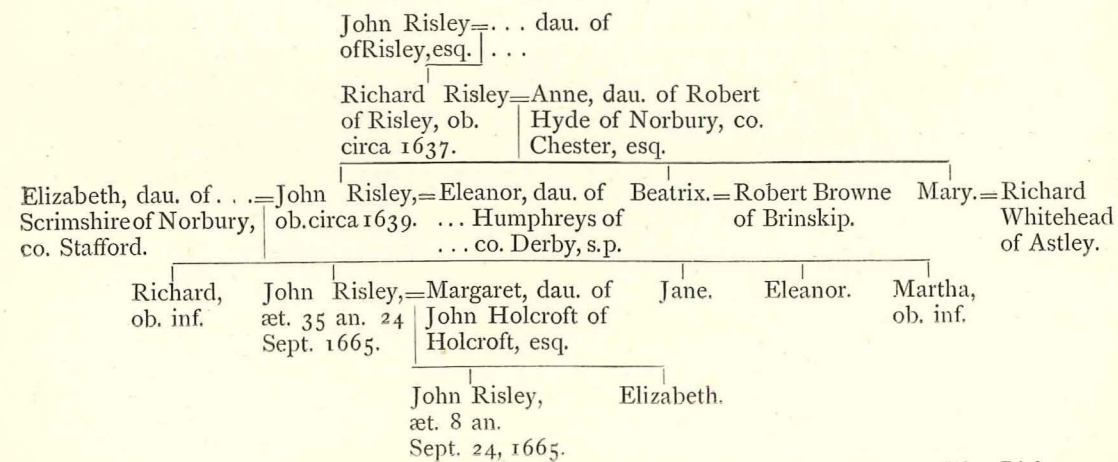 John Risley=. . . dau. of
ofRisley,esq. | . . .
Richard Risley=Anne, dau. of Robert
of Risley, ob. Hyde of Norbury, co.
circa 1637. Chester, esq.
Elizabeth, dau. of . . .=John Risley,=Eleanor, dau. of Beatrix.=Robert Browne Mary.=Richard
Scrimshire of Norbury, ob. circa 1639. ... Humphreys of of Brinskip. Whitehead
co. Stafford. ... co. Derby, s.p. of Astley.
Richard, John Risley,=Margaret, dau. of Jane. Eleanor. Martha,
ob. inf. æt. 35 an. 24 John Holcroft of ob. inf.
Sept. 1665. Holcroft, esq.
John Risley, Elizabeth.
æt. 8 an.
Sept. 24, 1665.